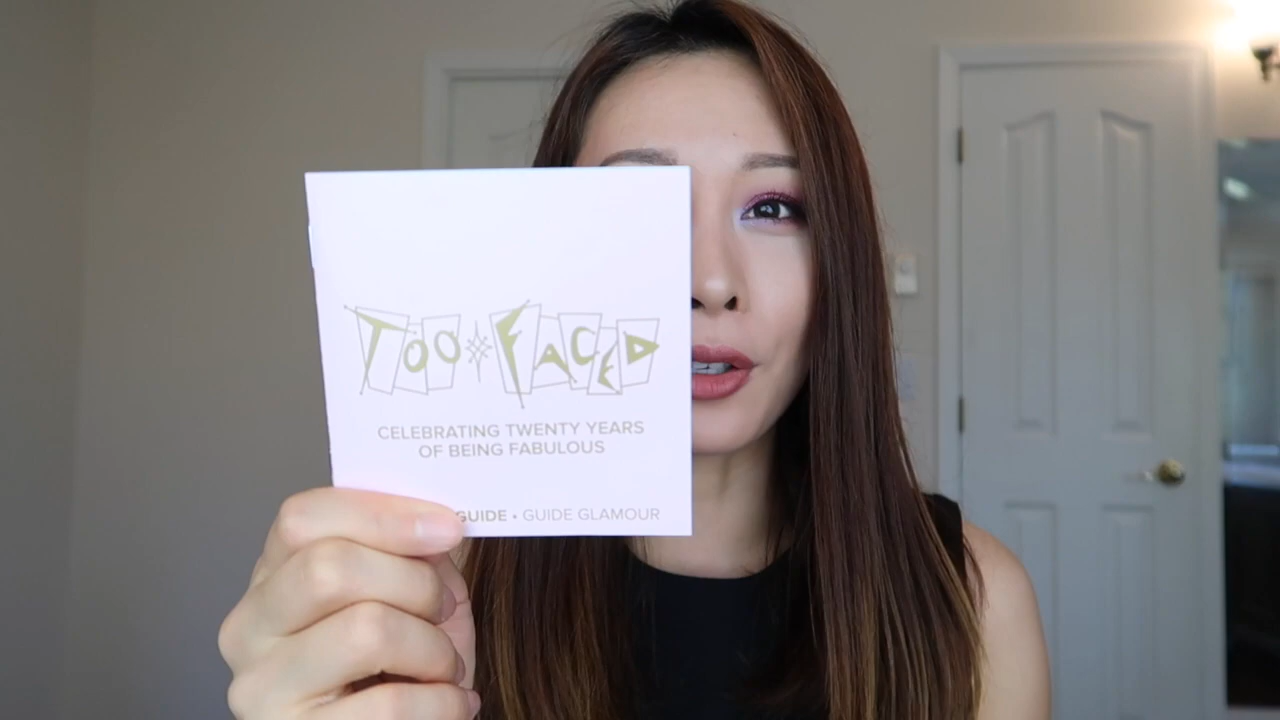 TOO FACED
CELEBRATING TWENTY YEARS
OF BEING FABULOUS
GUIDE • GUIDE GLAMOUR